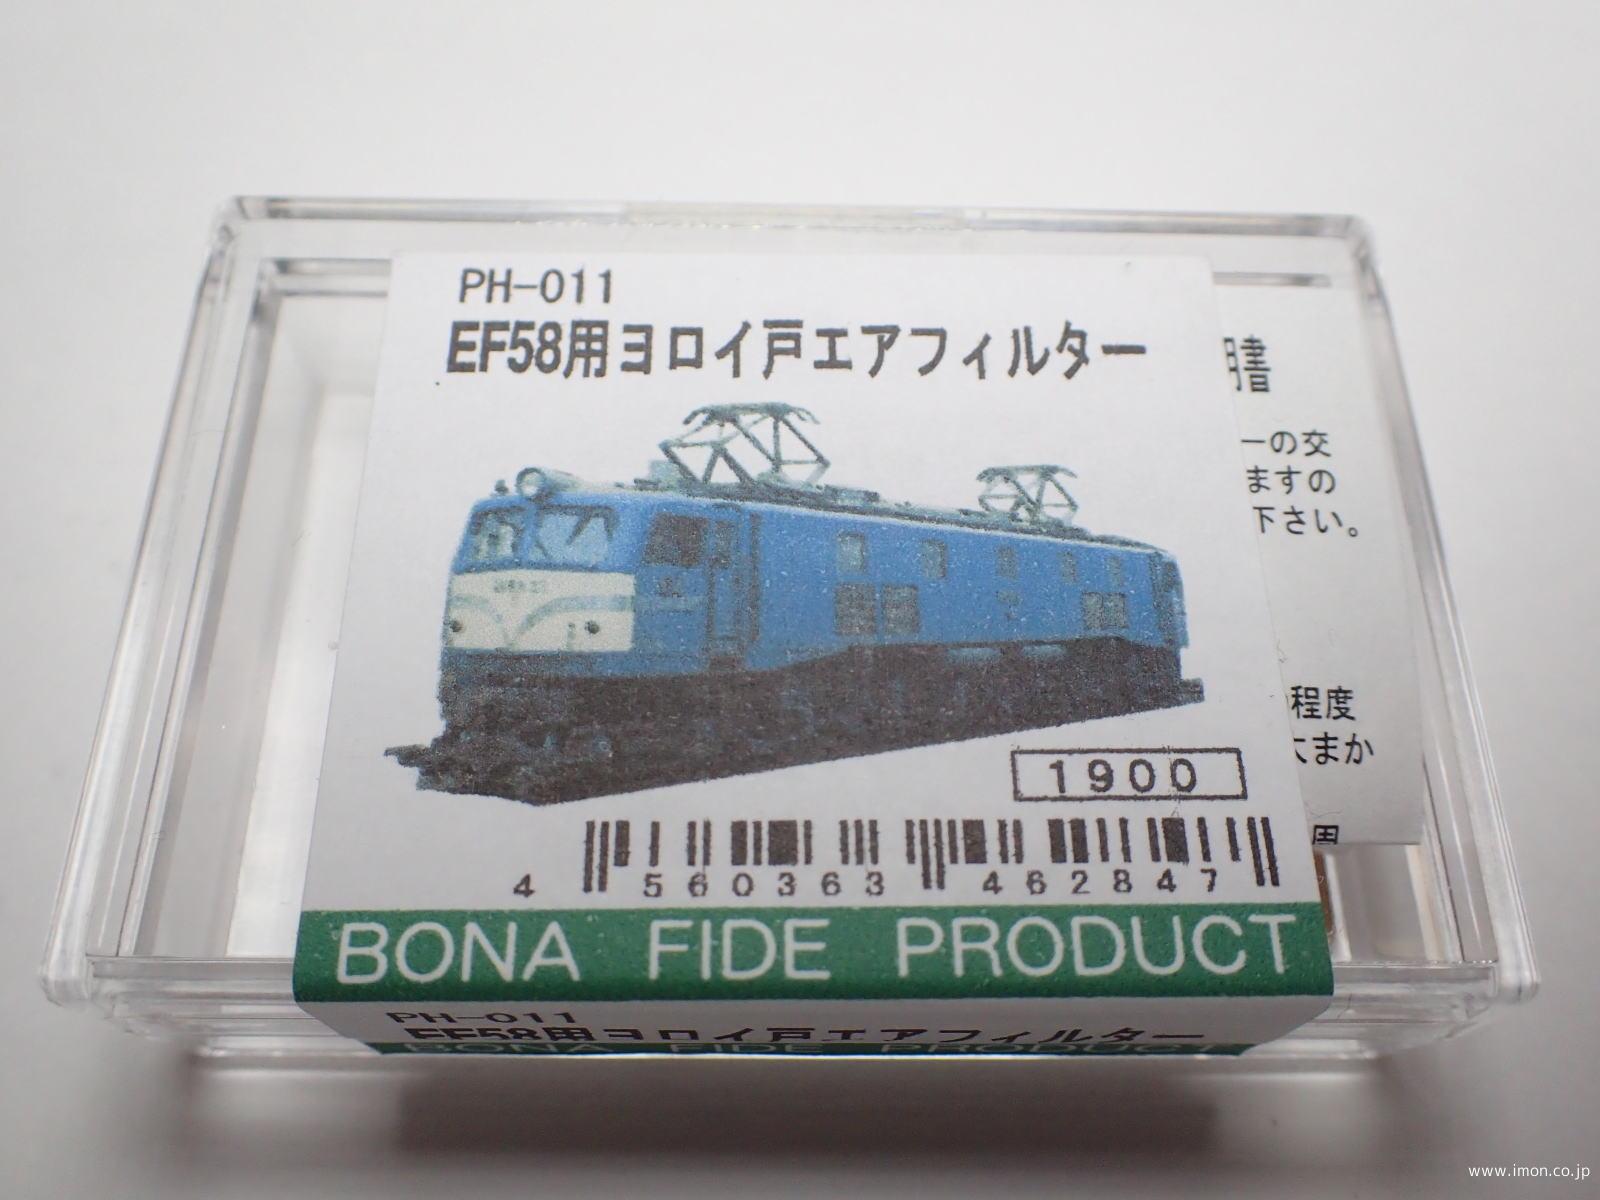 PH-011
EF58用ヨロイ戸エアフィルター
ーの交
ますの
下さい。
程度
まか
1900
4 560363 462847
BONA FIDE PRODUCT
PH-011
EF58用ヨロイ戸エアフィルター
BONA FIDE PRODUCT
www.imon.co.jp